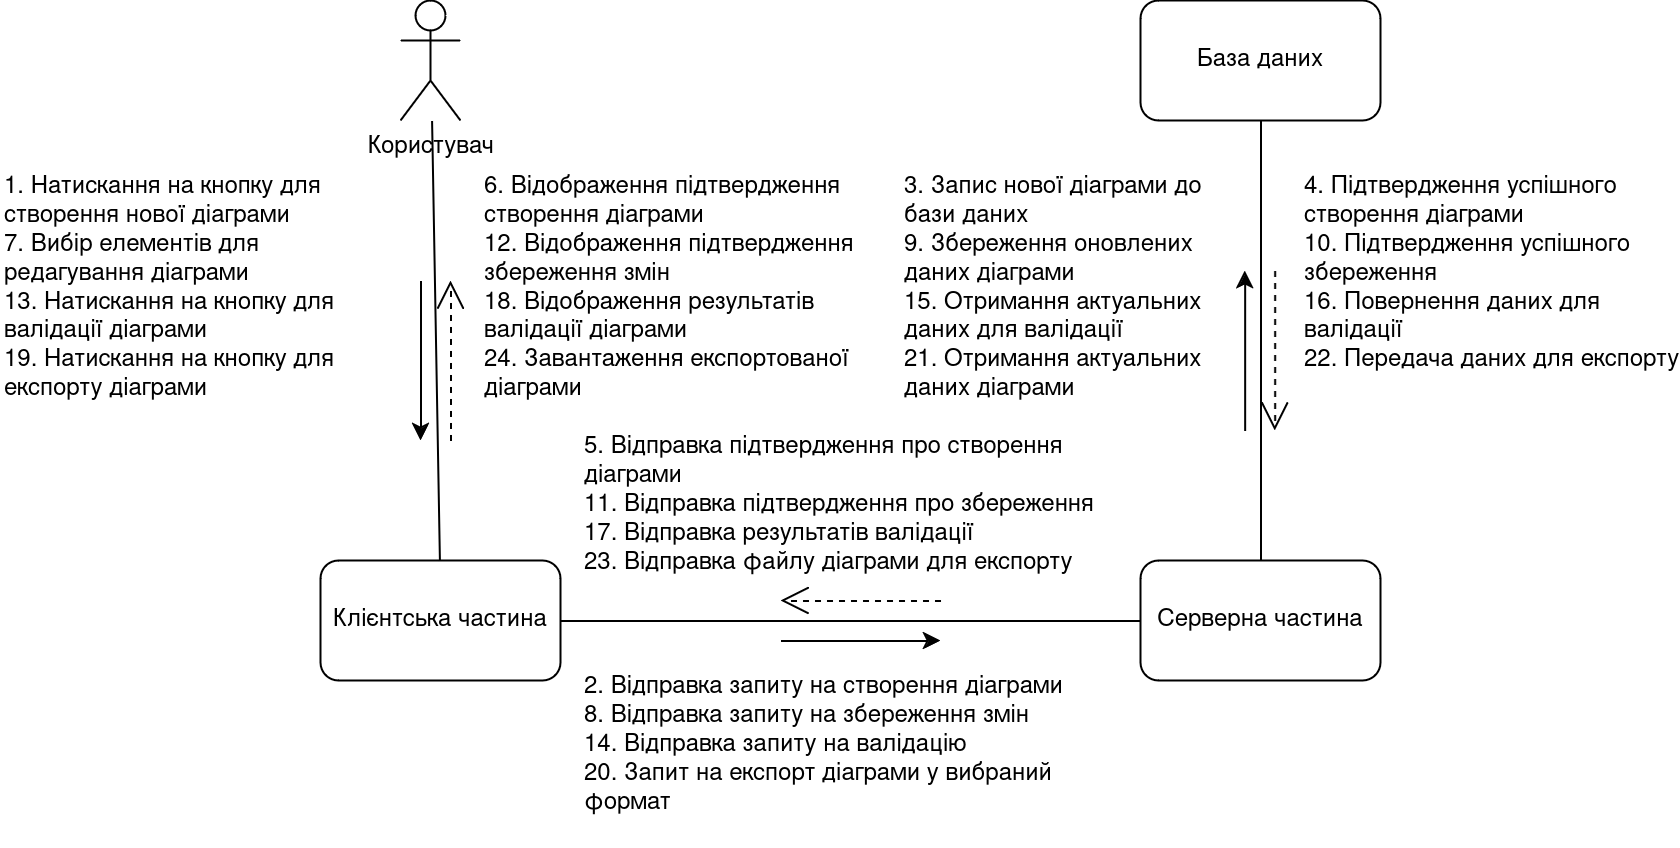 База даних
Користувач
1. Натискання на кнопку для
створення нової діаграми
7. Вибір елементів для
редагування діаграми
13. Натискання на кнопку для
валідації діаграми
19. Натискання на кнопку для
експорту діаграми
6. Відображення підтвердження
створення діаграми
12. Відображення підтвердження
збереження змін
18. Відображення результатів
валідації діаграми
24. Завантаження експортованої
діаграми
3. Запис нової діаграми до
бази даних
9. Збереження оновлених
даних діаграми
15. Отримання актуальних
даних для валідації
21. Отримання актуальних
даних діаграми
4. Підтвердження успішного
створення діаграми
10. Підтвердження успішного
збереження
16. Повернення даних для
валідації
22. Передача даних для експорту
5. Відправка підтвердження про створення
діаграми
11. Відправка підтвердження про збереження
17. Відправка результатів валідації
23. Відправка файлу діаграми для експорту
Клієнтська частина
Серверна частина
2. Відправка запиту на створення діаграми
8. Відправка запиту на збереження змін
14. Відправка запиту на валідацію
20. Запит на експорт діаграми у вибраний
формат